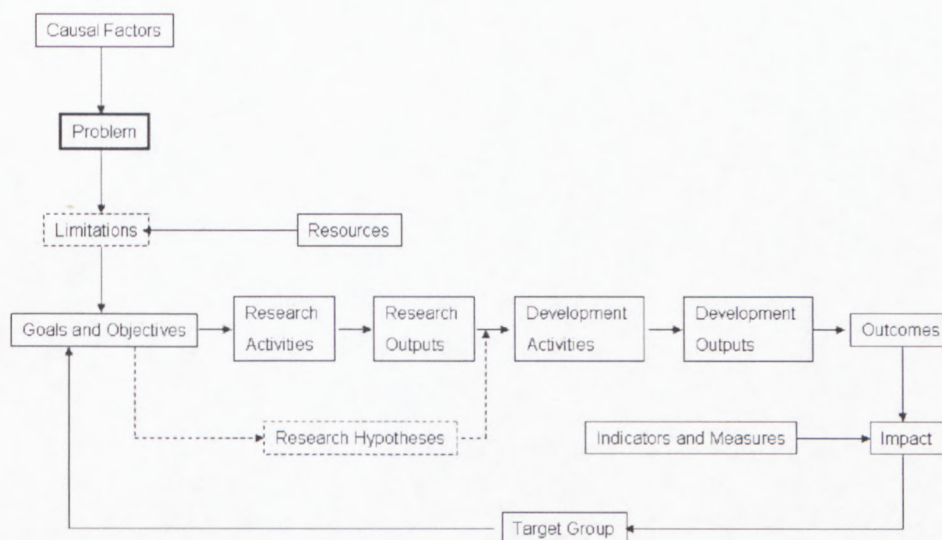 Causal Factors
Problem
Limitations
Resources
Goals and Objectives
Research
Activities
Research
Outputs
Development
Activities
Development
Outputs
Outcomes
Research Hypotheses
Indicators and Measures
Impact
Target Group